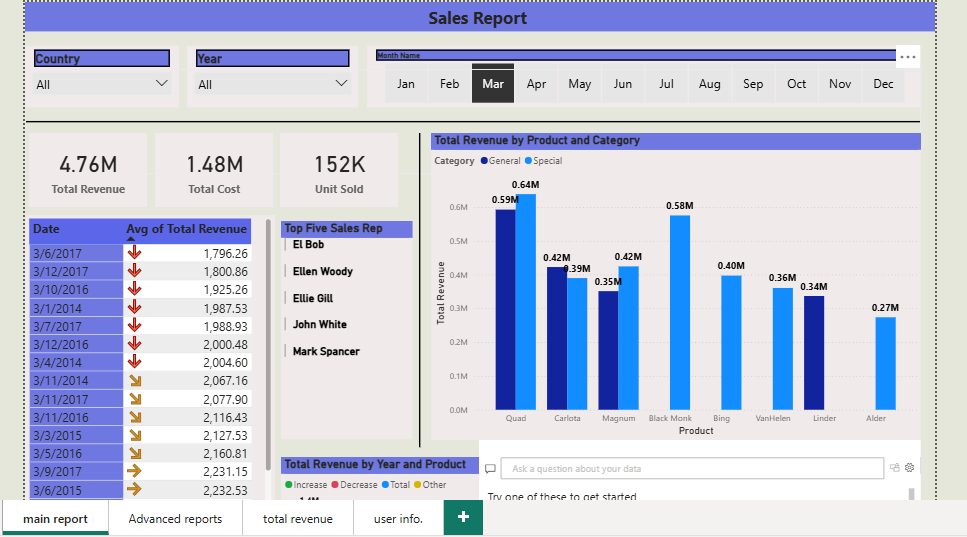 Sales Report
Country
All
Year
All
Month Name
Jan Feb Mar Apr May Jun Jul Aug Sep Oct Nov Dec
4.76M
Total Revenue
1.48M
Total Cost
152K
Unit Sold
Date Avg of Total Revenue
3/6/2017 1,796.26
3/12/2017 1,800.86
3/10/2016 1,925.26
3/1/2014 1,987.53
3/7/2017 1,988.93
3/12/2016 2,000.48
3/4/2014 2,004.60
3/11/2014 2,067.16
3/11/2017 2,077.90
3/11/2016 2,116.43
3/3/2015 2,127.53
3/5/2016 2,160.81
3/9/2017 2,231.15
3/6/2015 2,232.53
Top Five Sales Rep
El Bob
Ellen Woody
Ellie Gill
John White
Mark Spancer
Total Revenue by Product and Category
Category General Special
Total Revenue
0.6M
0.5M
0.4M
0.3M
0.2M
0.1M
0.0M
0.59M 0.64M 0.42M 0.39M 0.35M 0.42M 0.58M 0.40M 0.36M 0.34M 0.27M
Quad Carlota Magnum Black Monk Bing VanHelen Linder Alder
Product
Total Revenue by Year and Product
Increase Decrease Total Other
Ask a question about your data
Try one of these to get started
main report Advanced reports total revenue user info. +